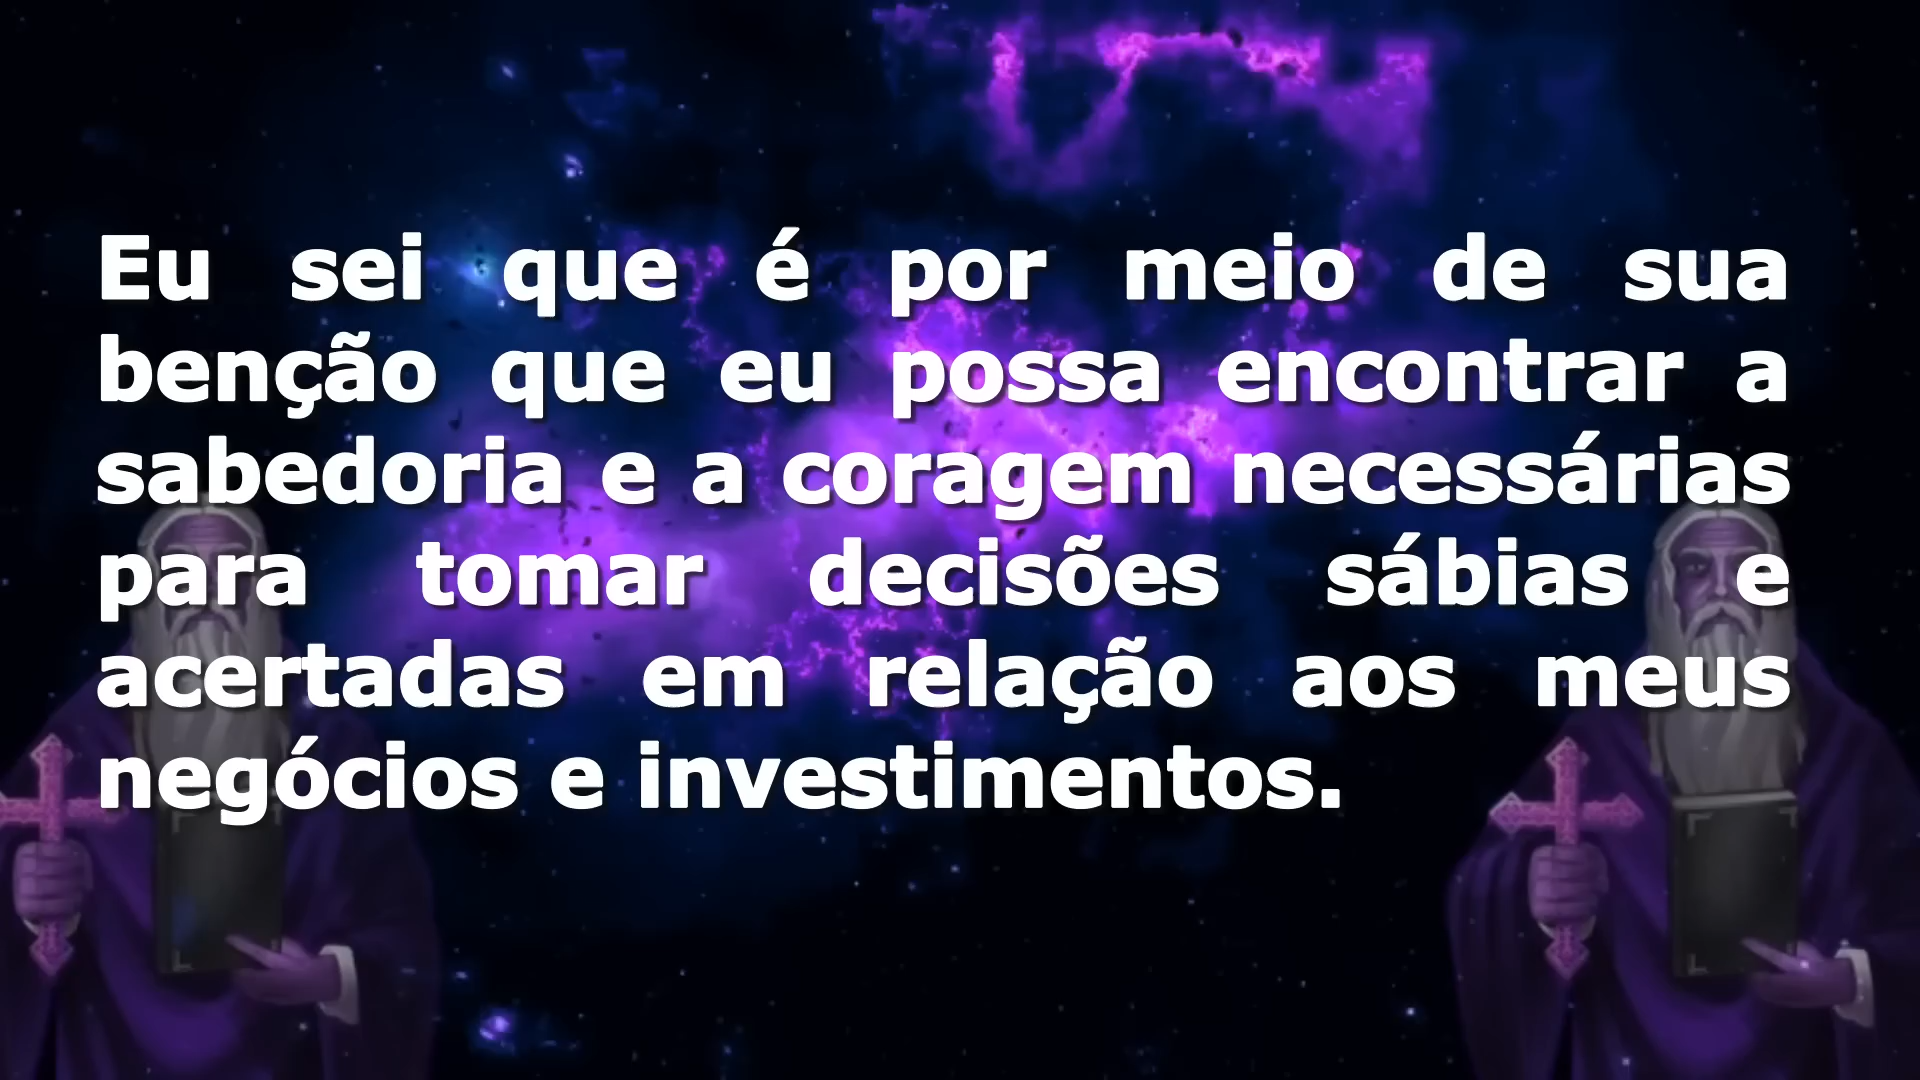 Eu sei que é por meio de sua
benção que eu possa encontrar a
sabedoria e a coragem necessárias
para tomar decisões sábias e
acertadas em relação aos meus
negócios e investimentos.